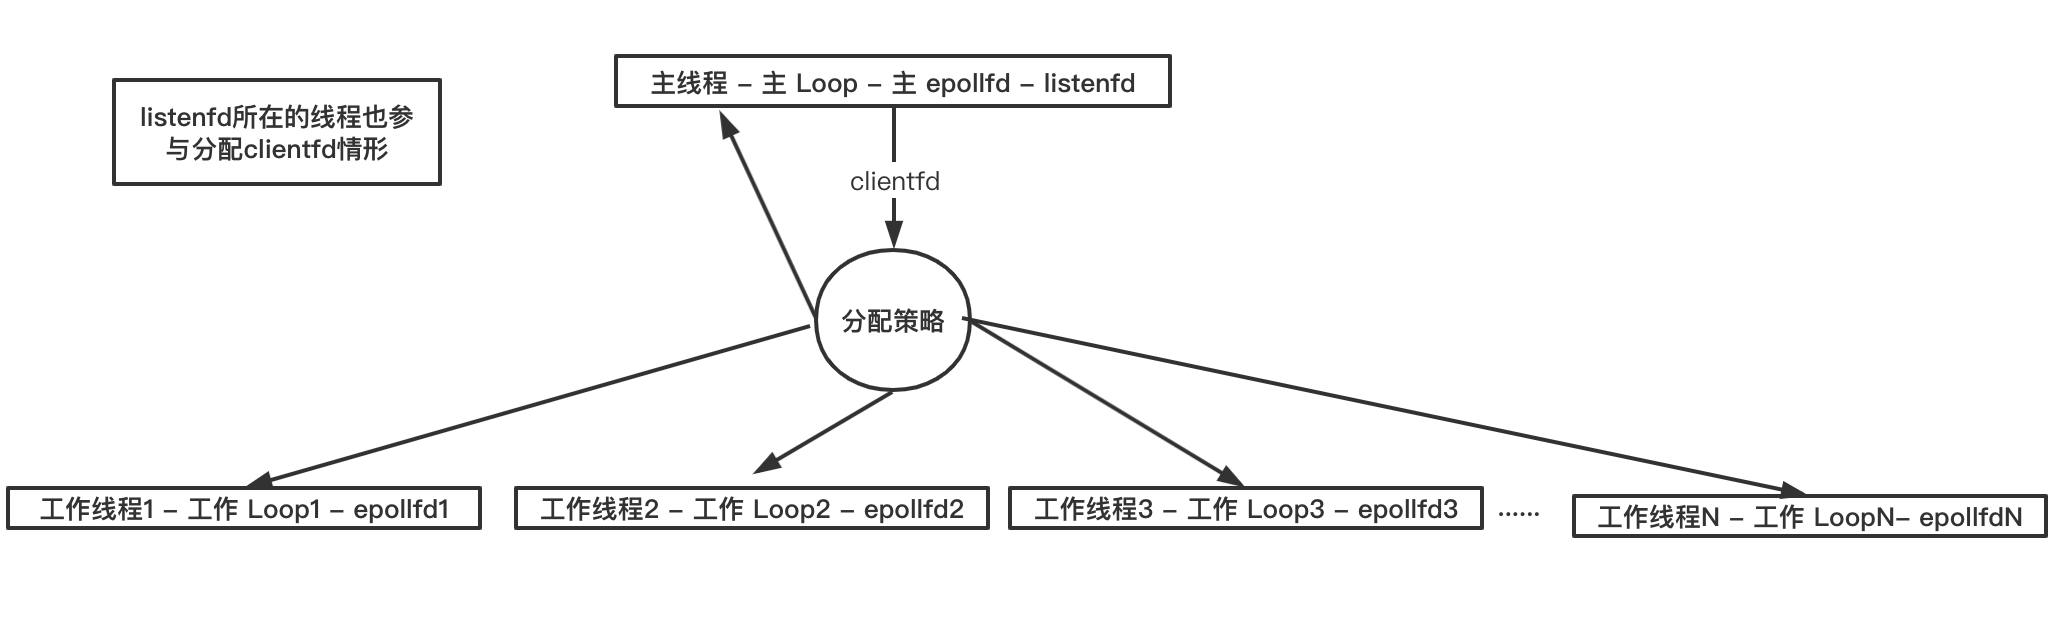 主线程 – 主 Loop – 主 epollfd – listenfd
listenfd所在的线程也参
与分配clientfd情形
clientfd
分配策略
工作线程1 – 工作 Loop1 – epollfd1
工作线程2 – 工作 Loop2 – epollfd2
工作线程3 – 工作 Loop3 – epollfd3
......
工作线程N – 工作 LoopN– epollfdN